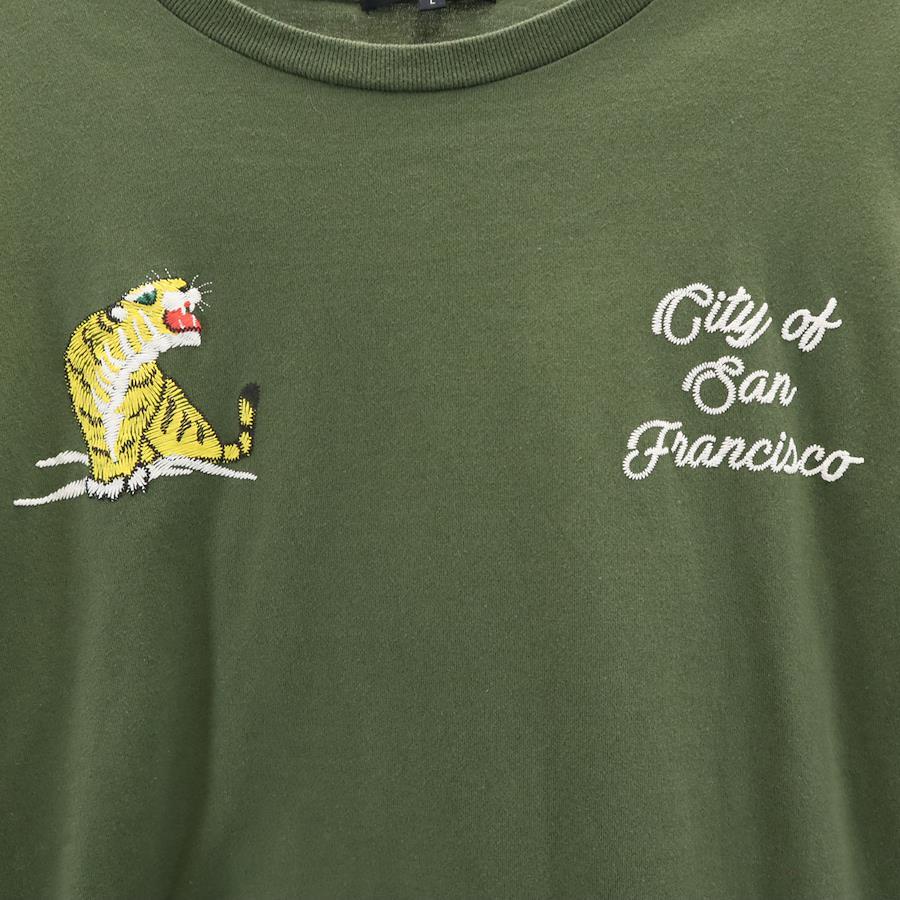 L
City of
San
Francisco